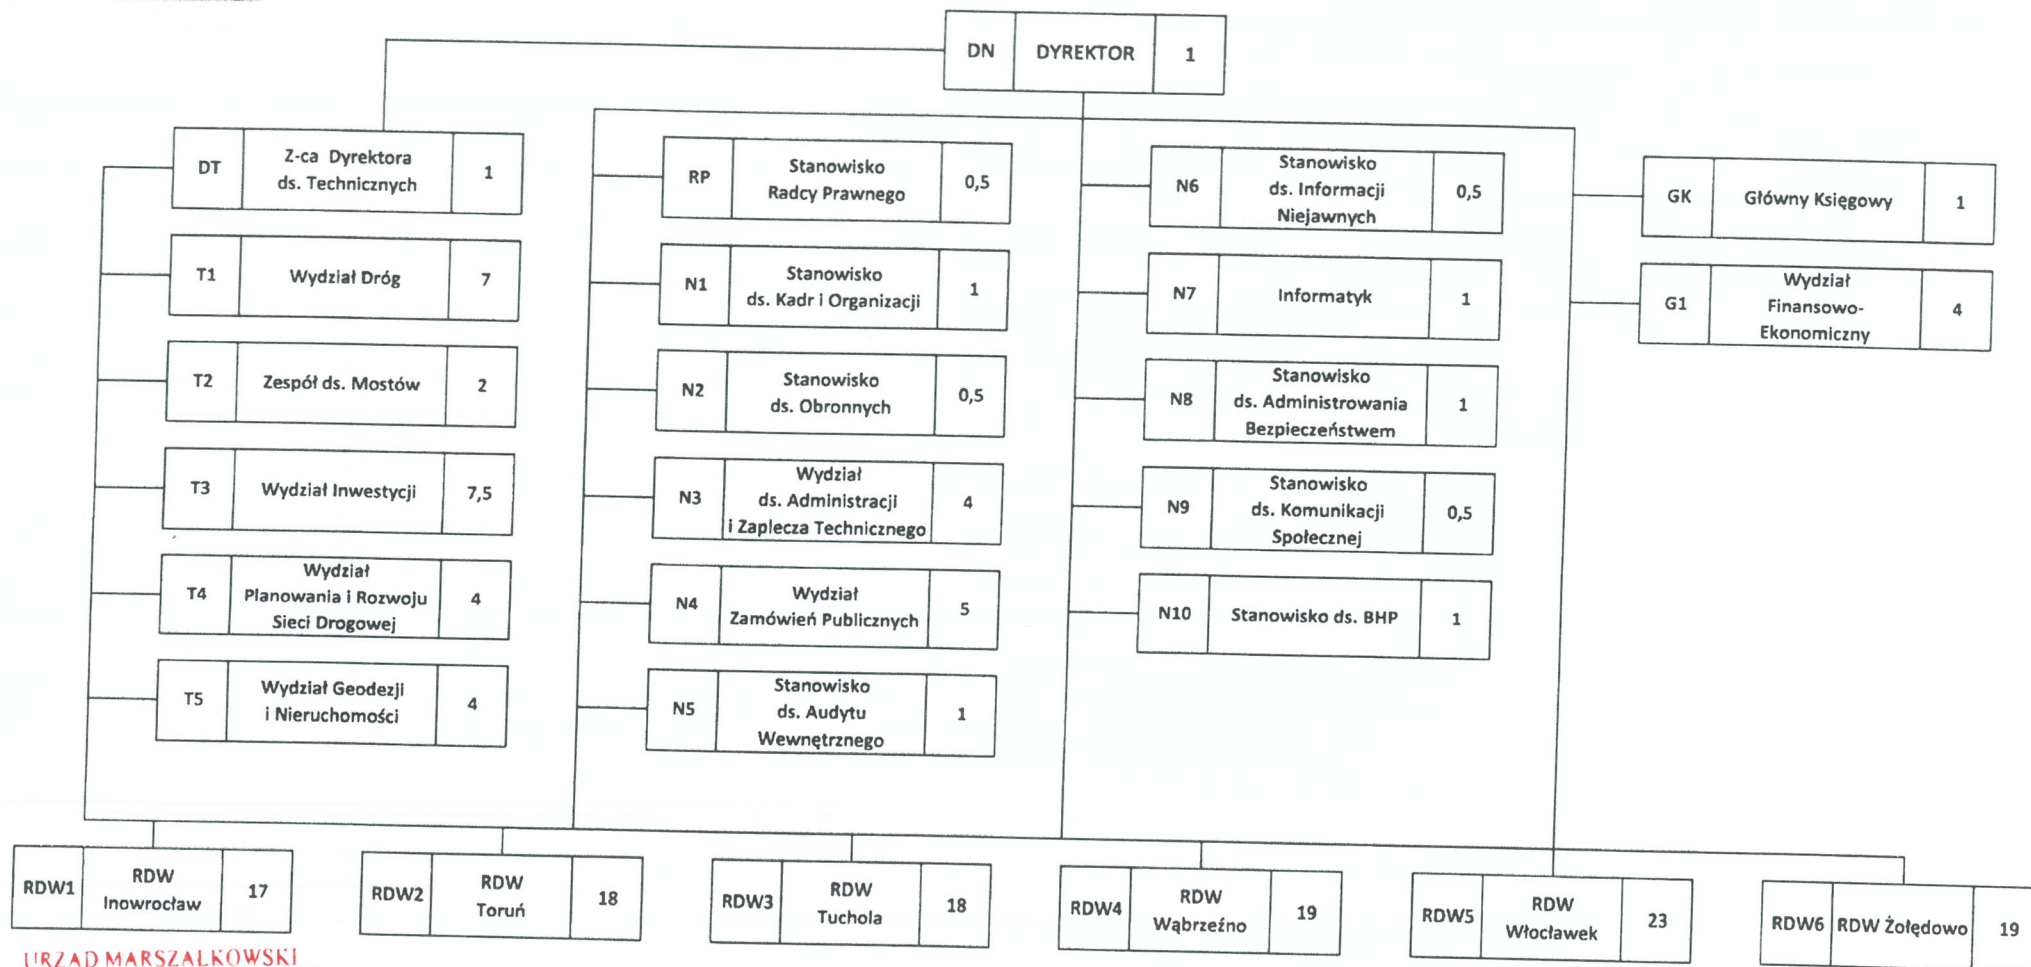 DN
DYREKTOR
1
DT
Z-ca Dyrektora
ds. Technicznych
1
T1
Wydział Dróg
7
T2
Zespół ds. Mostów
2
T3
Wydział Inwestycji
7,5
T4
Wydział
Planowania i Rozwoju
Sieci Drogowej
4
T5
Wydział Geodezji
i Nieruchomości
4
RP
Stanowisko
Radcy Prawnego
0,5
N1
Stanowisko
ds. Kadr i Organizacji
1
N2
Stanowisko
ds. Obronnych
0,5
N3
Wydział
ds. Administracji
i Zaplecza Technicznego
4
N4
Wydział
Zamówień Publicznych
5
N5
Stanowisko
ds. Audytu
Wewnętrznego
1
N6
Stanowisko
ds. Informacji
Niejawnych
0,5
N7
Informatyk
1
N8
Stanowisko
ds. Administrowania
Bezpieczeństwem
1
N9
Stanowisko
ds. Komunikacji
Społecznej
0,5
N10
Stanowisko ds. BHP
1
GK
Główny Księgowy
1
G1
Wydział
Finansowo-
Ekonomiczny
4
RDW1
RDW
Inowrocław
17
RDW2
RDW
Toruń
18
RDW3
RDW
Tuchola
18
RDW4
RDW
Wąbrzeźno
19
RDW5
RDW
Włocławek
23
RDW6
RDW Żołędowo
19
URZĄD MARSZAŁKOWSKI